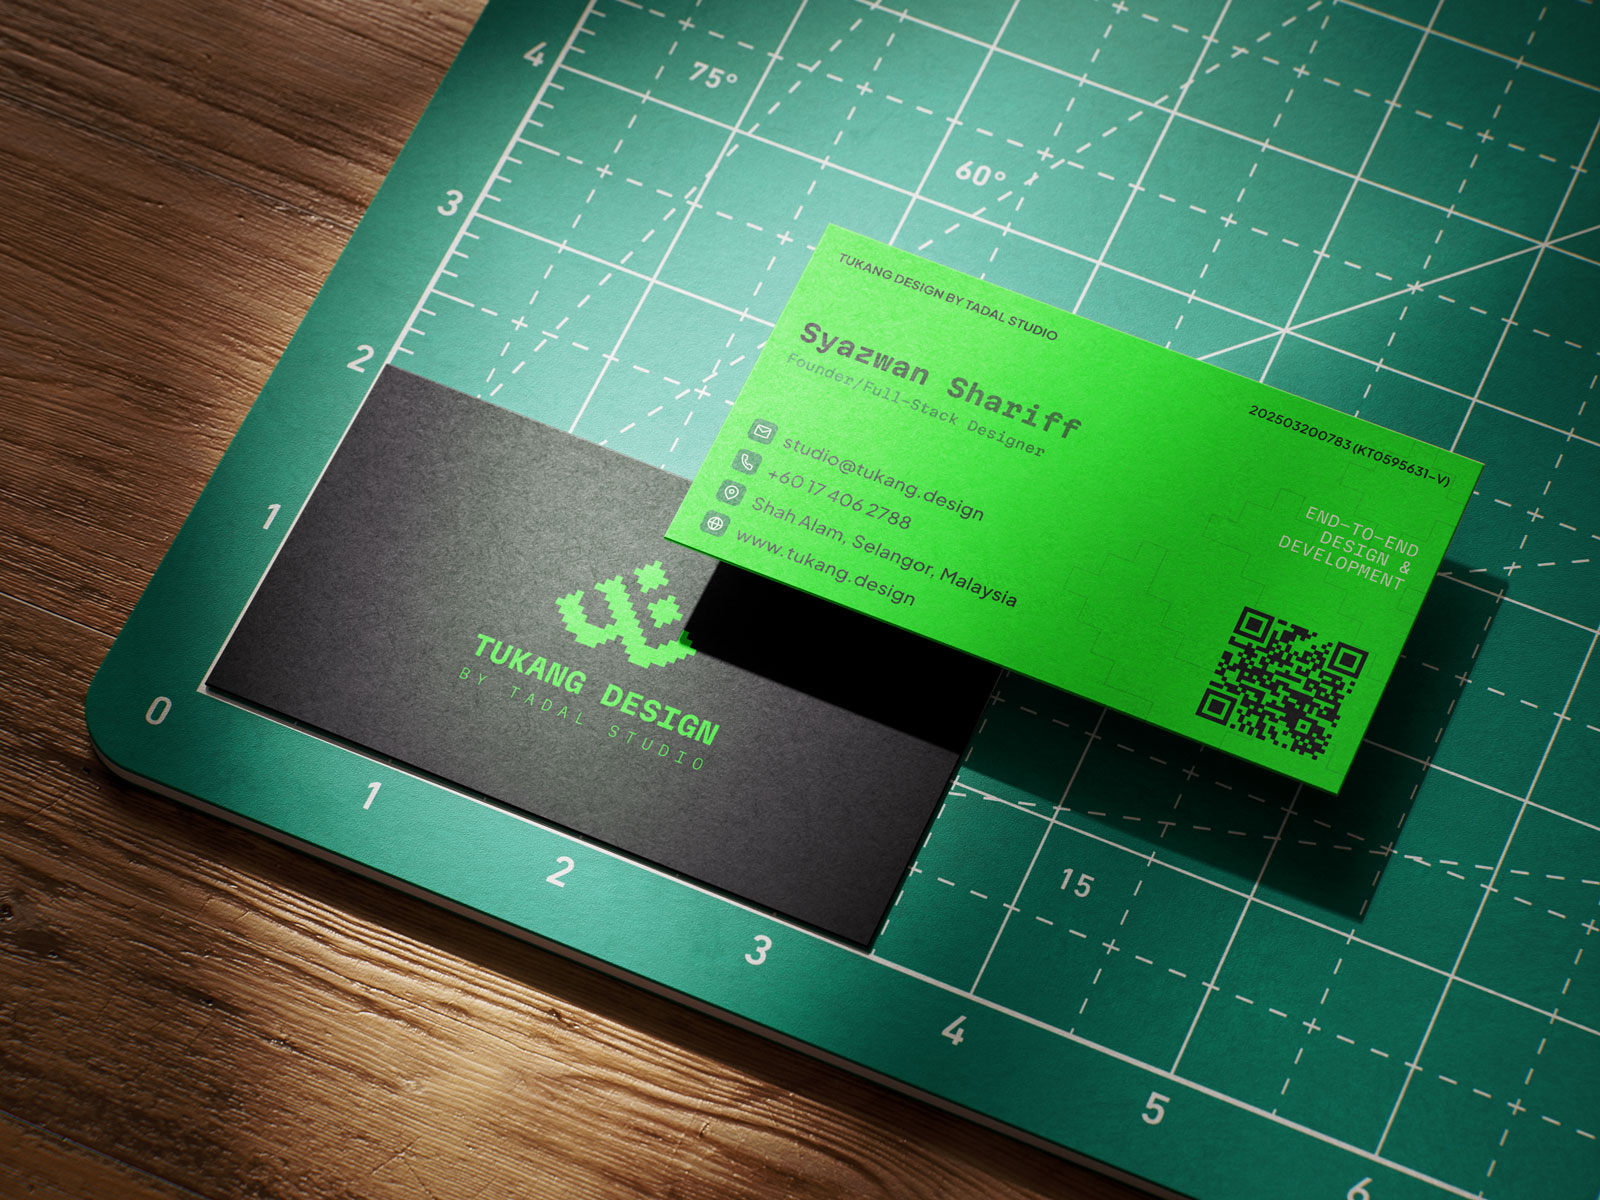 4
75°
60°
3
2
1
0
1
2
3
4
5
6
15
TUKANG DESIGN BY TADAL STUDIO
Syazwan Shariff
Founder/Full-Stack Designer
studio@tukang.design
+60 17 406 2788
Shah Alam, Selangor, Malaysia
www.tukang.design
202503200783 (KT0595631-V)
END-TO-END
DESIGN &
DEVELOPMENT
TUKANG DESIGN
BY TADAL STUDIO